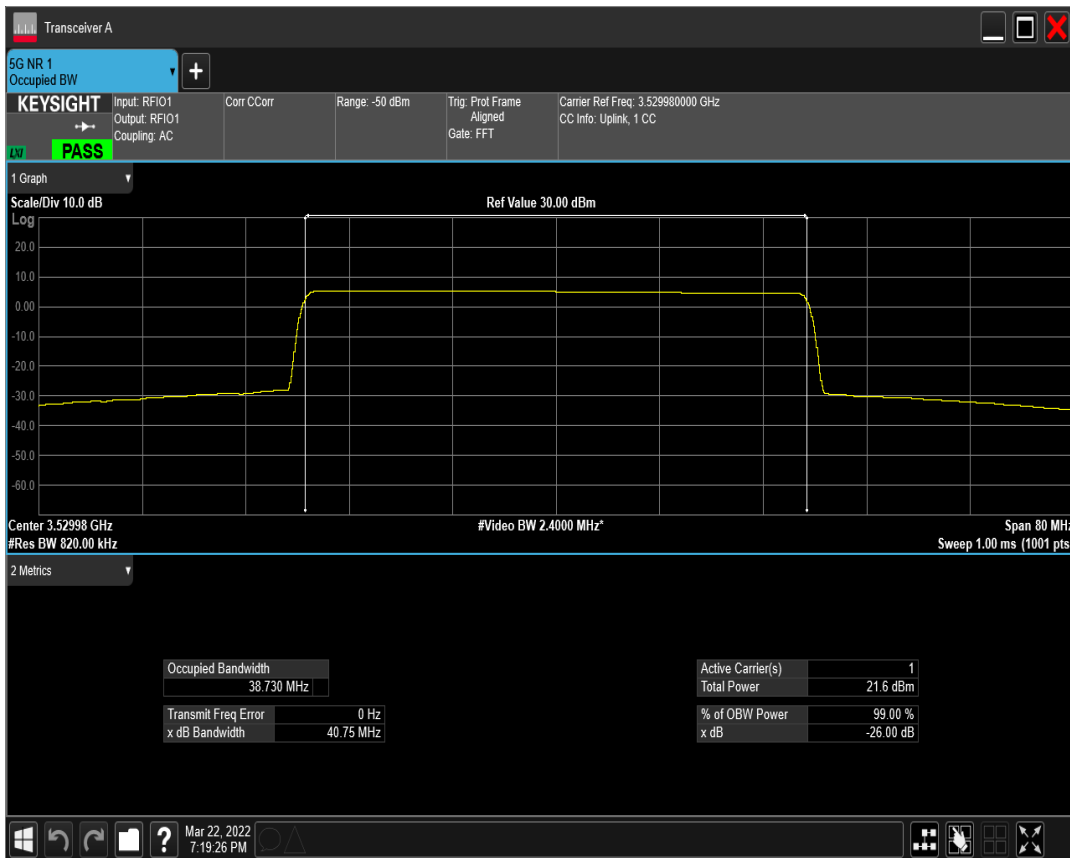 Transceiver A
5G NR 1
Occupied BW
KEYSIGHT
LXI
PASS
Input: RFIO1
Output: RFIO1
Coupling: AC
Corr CCorr
Range: -50 dBm
Trig: Prot Frame
Aligned
Gate: FFT
Carrier Ref Freq: 3.529980000 GHz
CC Info: Uplink, 1 CC
1 Graph
Scale/Div 10.0 dB
Ref Value 30.00 dBm
Log
20.0
10.0
0.00
-10.0
-20.0
-30.0
-40.0
-50.0
-60.0
Center 3.52998 GHz
#Video BW 2.4000 MHz*
Span 80 MHz
#Res BW 820.00 kHz
Sweep 1.00 ms (1001 pts
2 Metrics
Occupied Bandwidth
38.730 MHz
Transmit Freq Error 0 Hz
x dB Bandwidth 40.75 MHz
Active Carrier(s) 1
Total Power 21.6 dBm
% of OBW Power 99.00 %
x dB -26.00 dB
?
Mar 22, 2022
7:19:26 PM